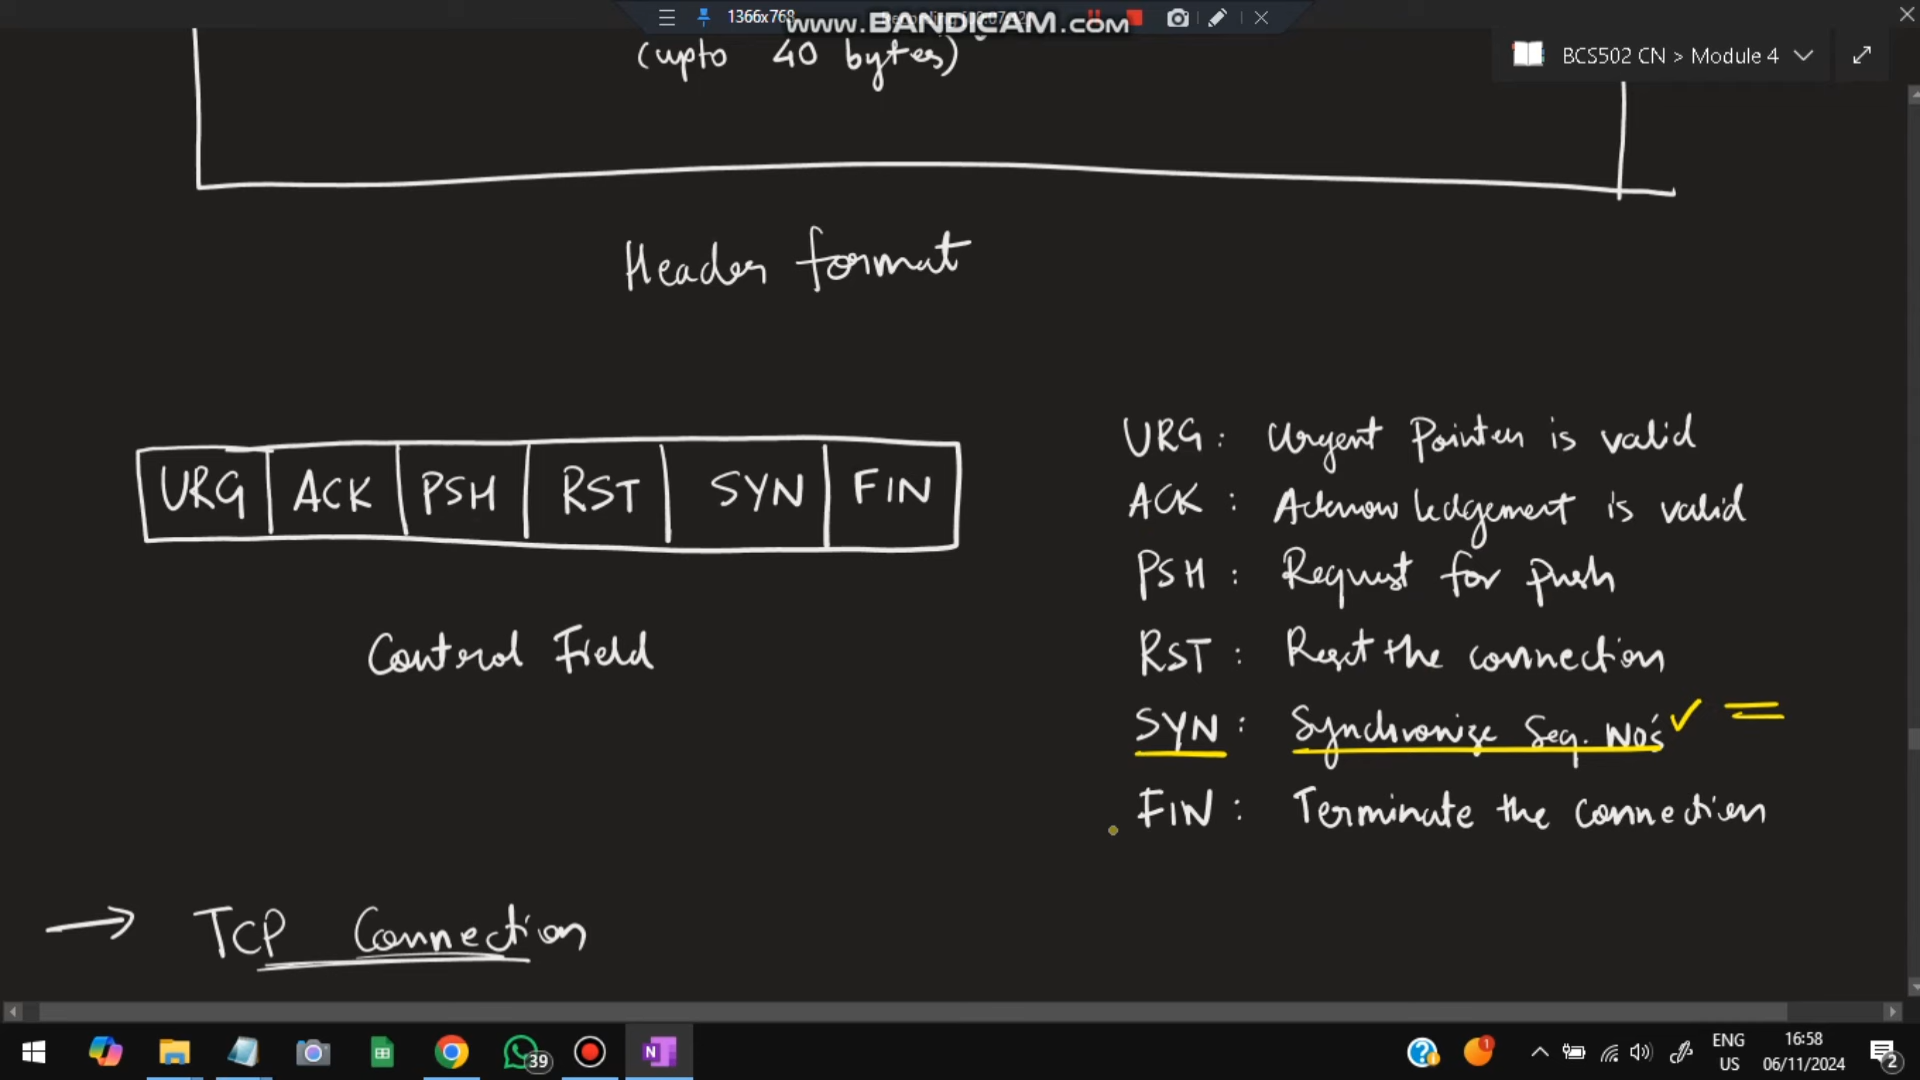 1366x768
www.BANDICAM.com
(upto 40 bytes)
BCS502 CN > Module 4
Header format
URG ACK PSH RST SYN FIN
Control Field
URG : Urgent Pointer is valid
ACK : Acknowledgement is valid
PSH : Request for push
RST : Reset the connection
SYN : Synchronize Seq. No's ✓ =
FIN : Terminate the connection
→ TCP Connection
39
N
1
ENG
US
16:58
06/11/2024
2